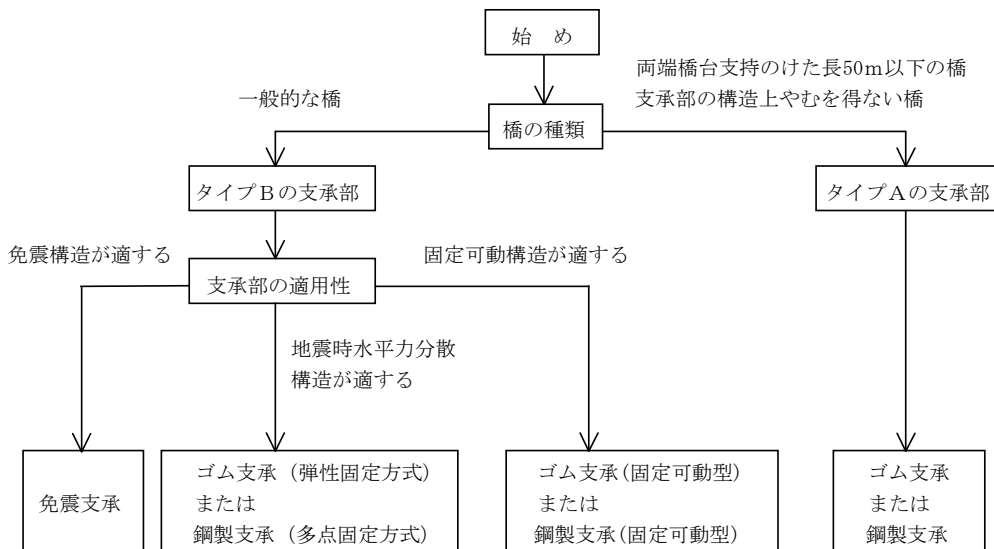 始　め
両端橋台支持のけた長50m以下の橋
支承部の構造上やむを得ない橋
一般的な橋
橋の種類
タイプBの支承部
タイプAの支承部
免震構造が適する
固定可動構造が適する
支承部の適用性
地震時水平力分散
構造が適する
免震支承
ゴム支承（弾性固定方式）
または
鋼製支承（多点固定方式）
ゴム支承(固定可動型)
または
鋼製支承(固定可動型)
ゴム支承
または
鋼製支承